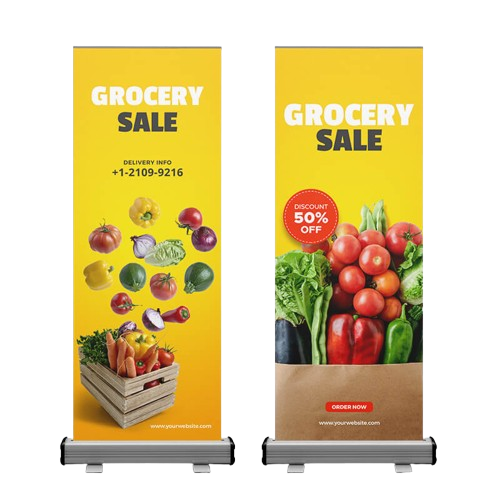 GROCERY
SALE
DELIVERY INFO
+1-2109-9216
www.yourwebsite.com
GROCERY
SALE
DISCOUNT
50%
OFF
ORDER NOW
www.yourwebsite.com